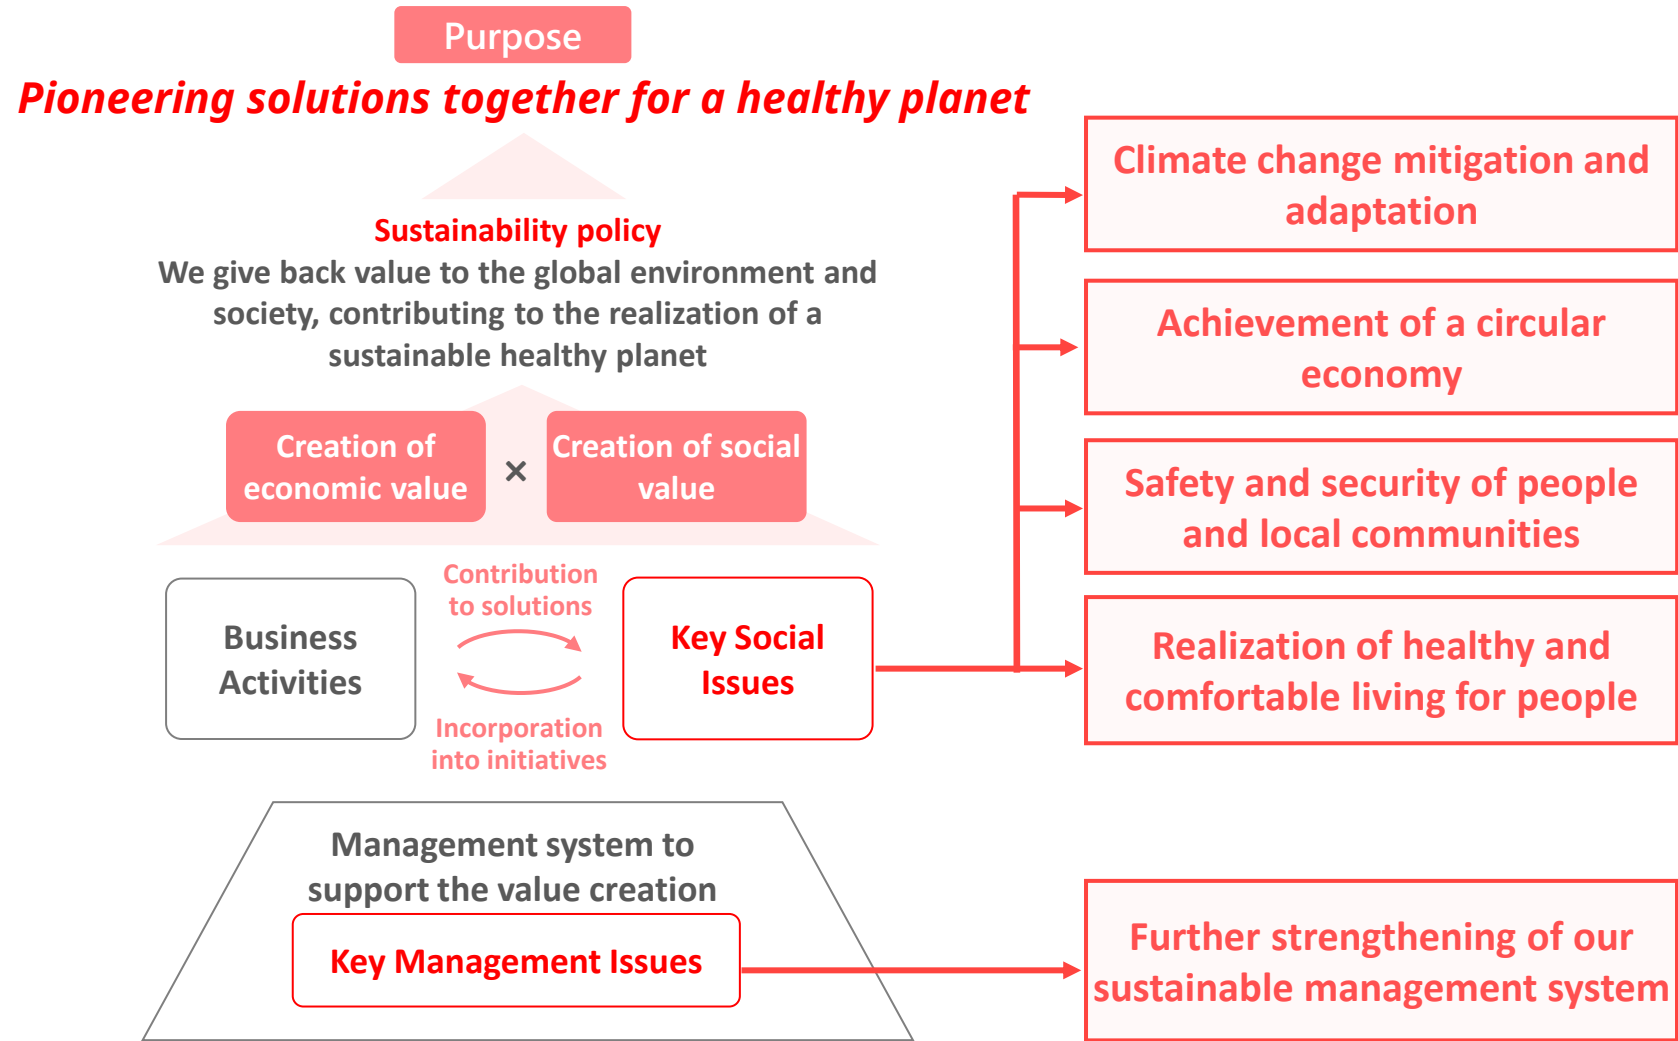 Purpose
Pioneering solutions together for a healthy planet
Sustainability policy
We give back value to the global environment and
society, contributing to the realization of a
sustainable healthy planet
Creation of
economic value
×
Creation of social
value
Business
Activities
Contribution
to solutions
Incorporation
into initiatives
Key Social
Issues
Management system to
support the value creation
Key Management Issues
Climate change mitigation and
adaptation
Achievement of a circular
economy
Safety and security of people
and local communities
Realization of healthy and
comfortable living for people
Further strengthening of our
sustainable management system